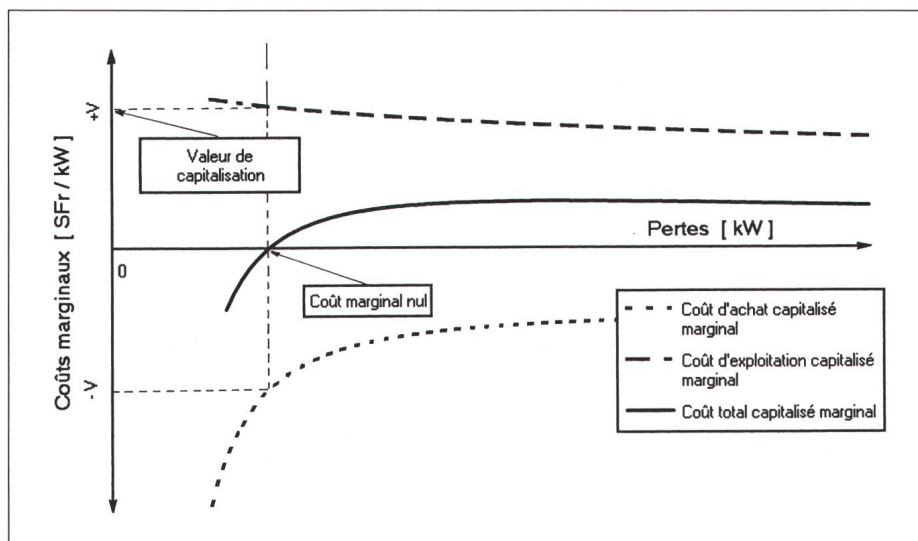 +V
Valeur de
capitalisation
Coûts marginaux [ SFr / kW ]
Pertes [ kW ]
0
Coût marginal nul
-V
Coût d'achat capitalisé
marginal
Coût d'exploitation capitalisé
marginal
Coût total capitalisé marginal